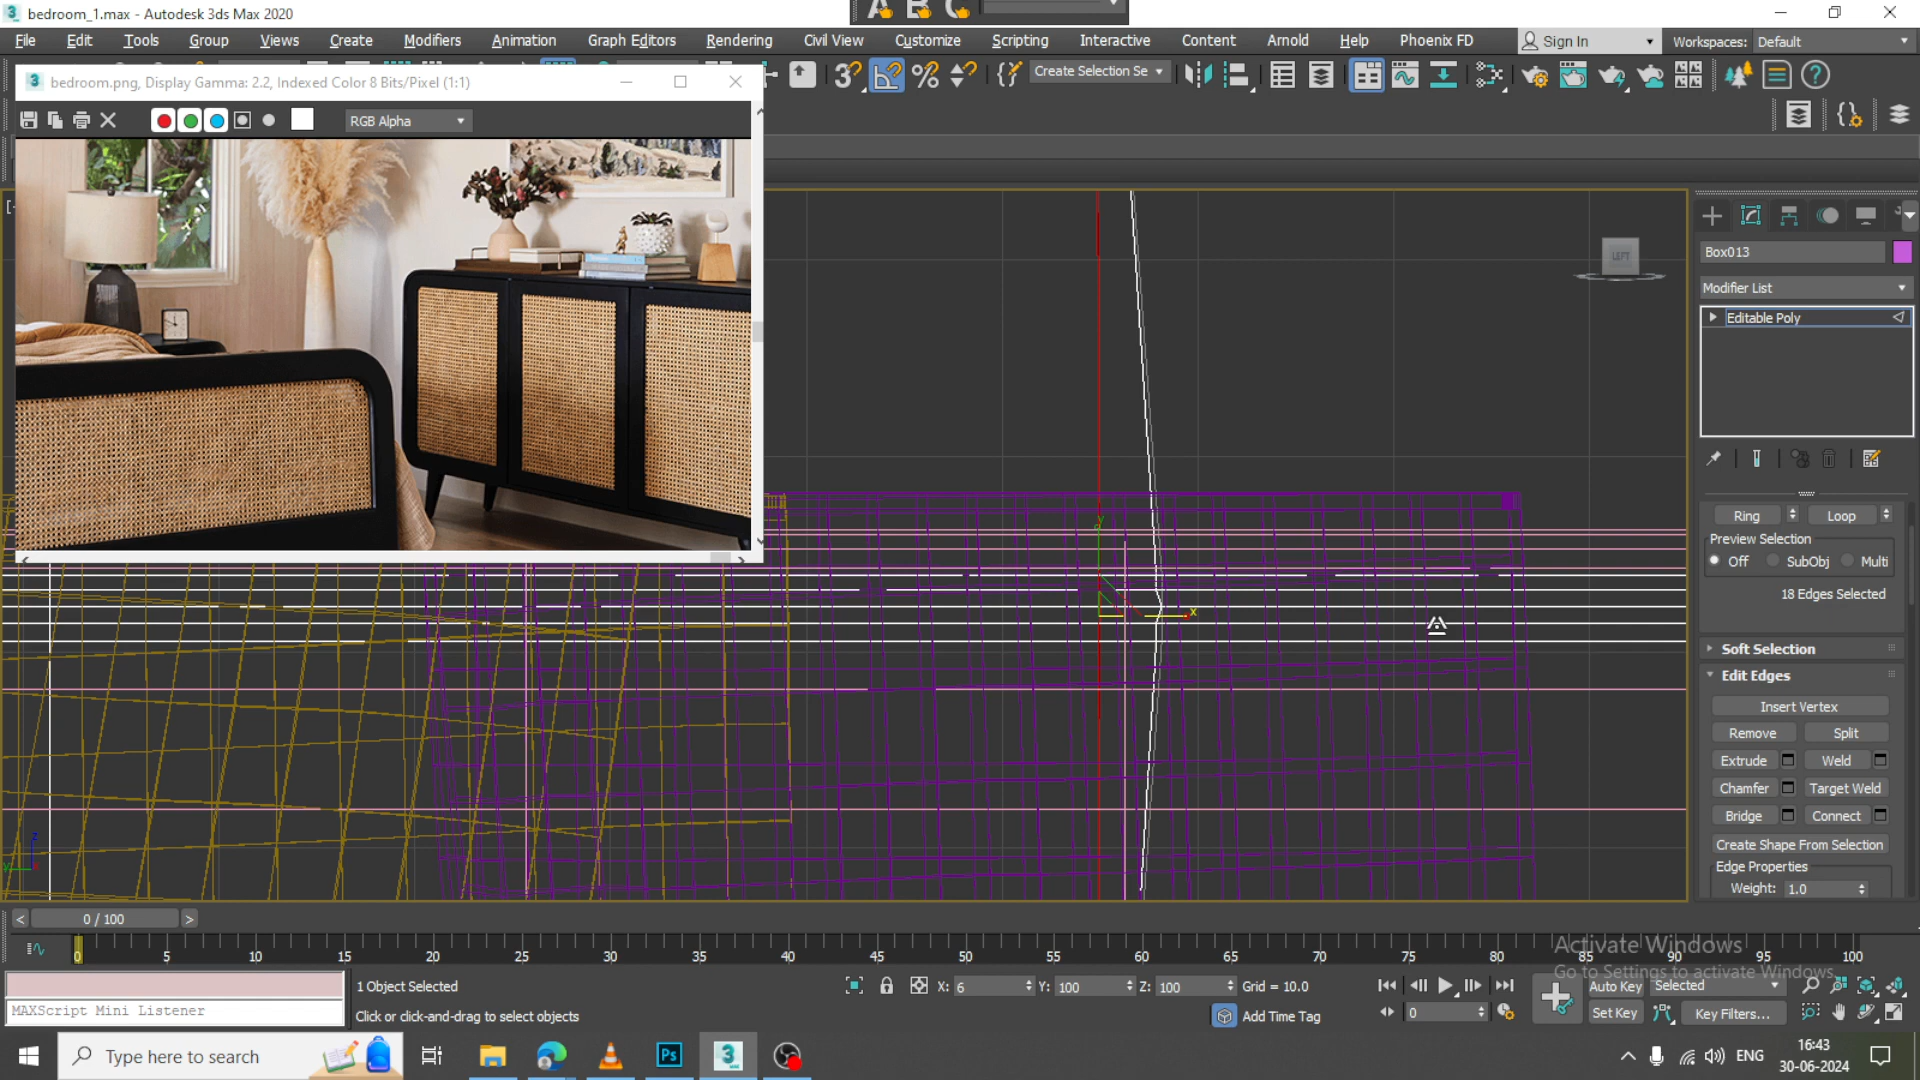 bedroom_1.max - Autodesk 3ds Max 2020
File Edit Tools Group Views Create Modifiers Animation Graph Editors Rendering Civil View Customize Scripting Interactive Content Arnold Help Phoenix FD
Sign In
Workspaces: Default
bedroom.png, Display Gamma: 2.2, Indexed Color 8 Bits/Pixel (1:1)
Create Selection Se
RGB Alpha
LEFT
Box013
Modifier List
Editable Poly
Ring Loop
Preview Selection
Off SubObj Multi
18 Edges Selected
Soft Selection
Edit Edges
Insert Vertex
Remove Split
Extrude Weld
Chamfer Target Weld
Bridge Connect
Create Shape From Selection
Edge Properties
Weight: 1.0
y
x
z
y
x
< 0 / 100 >
0 5 10 15 20 25 30 35 40 45 50 55 60 65 70 75 80 85 90 95 100
Activate Windows
Go to Settings to activate Windows.
1 Object Selected
X: 6 Y: 100 Z: 100 Grid = 10.0
Auto Key Selected
MAXScript Mini Listener
Click or click-and-drag to select objects
Add Time Tag
0
Set Key Key Filters...
Type here to search
Ps
3
ENG
16:43
30-06-2024